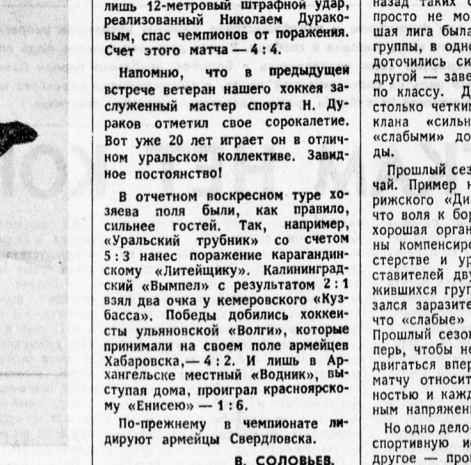 лишь 12-метровый штрафной удар,
реализованный Николаем Дурако-
вым, спас чемпионов от поражения.
Счет этого матча — 4 : 4.
Напомню, что в предыдущей
встрече ветеран нашего хоккея за-
служенный мастер спорта Н. Ду-
раков отметил свое сорокалетие.
Вот уже 20 лет играет он в отлич-
ном уральском коллективе. Завид-
ное постоянство!
В отчетном воскресном туре хо-
зяева поля были, как правило,
сильнее гостей. Так, например,
«Уральский трубник» со счетом
5 : 3 нанес поражение карагандин-
скому «Литейщику». Калининград-
ский «Вымпел» с результатом 2 : 1
взял два очка у кемеровского «Куз-
басса». Победы добились хоккеи-
сты ульяновской «Волги», которые
принимали на своем поле армейцев
Хабаровска,— 4 : 2. И лишь в Ар-
хангельске местный «Водник», вы-
ступая дома, проиграл красноярско-
му «Енисею» — 1 : 6.
По-прежнему в чемпионате ли-
дируют армейцы Свердловска.
В. СОЛОВЬЕВ.
назад таких с
просто не мо
шая лига была
группы, в одн
доточились си
другой — заве
по классу. Д
столько четки
клана «сильн
«слабыми» до
ды.
Прошлый сез
чай. Пример н
рижского «Ди
что воля к бор
хорошая орган
ны компенсиро
стерстве и ур
ставителей дву
жившихся груп
зался заразите
что «слабые»
Прошлый сезо
перь, чтобы не
двигаться впер
матчу относит
ностью и кажд
ным напряжен
Но одно дело
спортивную и
другое — про